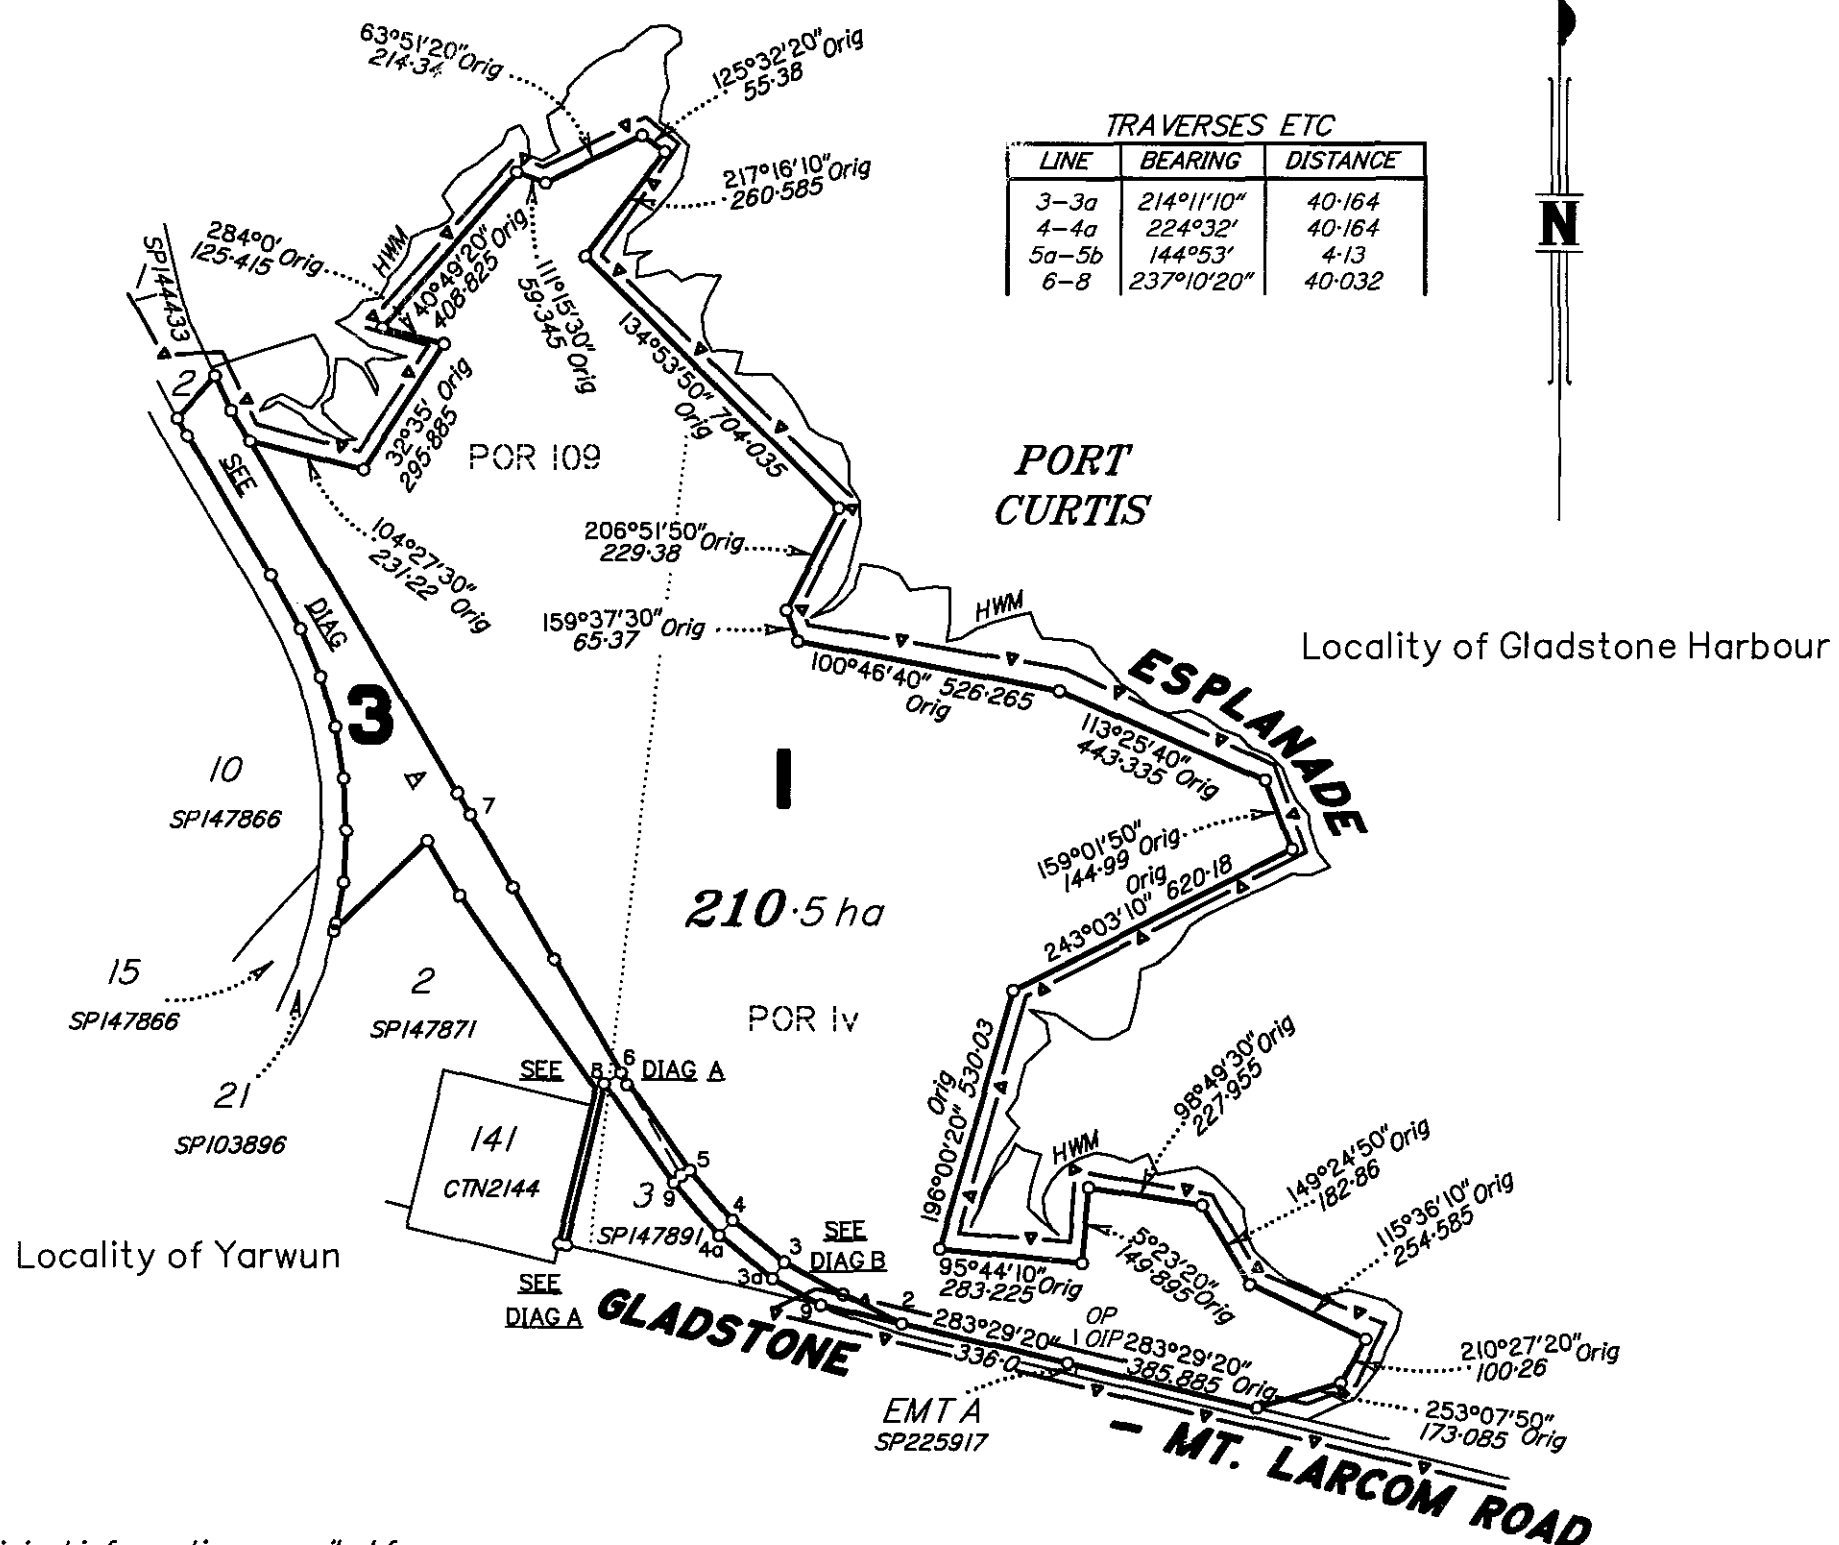 63°51'20" Orig
214·34
125°32'20" Orig
55·38
217°16'10" Orig
260·585
TRAVERSES ETC
LINE BEARING DISTANCE
3-3a 214°11'10" 40·164
4-4a 224°32' 40·164
5a-5b 144°53' 4·13
6-8 237°10'20" 40·032
N
SP144433
284°0' Orig
125·415
HWM
40°49'20" Orig
408·825
111°15'30" Orig
59·345
134°53'50" 704·035
Orig
2
SEE
DIAG
32°35' Orig
295·885
POR 109
104°27'30" Orig
231·22
PORT
CURTIS
206°51'50" Orig
229·38
159°37'30" Orig
65·37
HWM
100°46'40" 526·265
Orig
ESPLANADE
Locality of Gladstone Harbour
113°25'40" Orig
443·335
3
10
SP147866
1
7
159°01'50" Orig
144·99
Orig
243°03'10" 620·18
210·5 ha
15
SP147866
2
SP147871
POR 1v
21
SP103896
SEE
8
6
DIAG A
Orig
196°00'20" 530·03
98°49'30" Orig
227·955
HWM
149°24'50" Orig
182·86
115°36'10" Orig
254·585
141
CTN2144
5
9
3
SP147891
4
4a
3
3a
SEE
DIAG B
5°23'20" Orig
149·895
95°44'10" Orig
283·225
Locality of Yarwun
SEE
DIAG A
GLADSTONE
9
2
283°29'20"
336·0
OP
1 OIP
283°29'20"
385·885 Orig
210°27'20" Orig
100·26
253°07'50" Orig
173·085
EMT A
SP225917
- MT. LARCOM ROAD